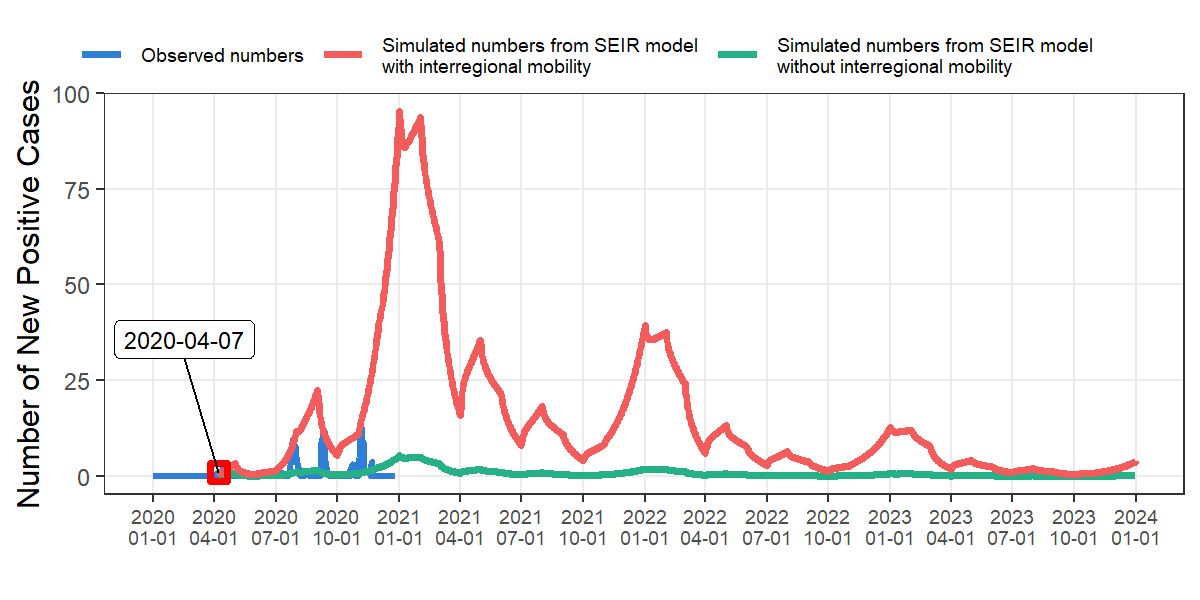 Observed numbers
Simulated numbers from SEIR model
with interregional mobility
Simulated numbers from SEIR model
without interregional mobility
Number of New Positive Cases
100
75
50
25
0
2020-04-07
2020 2020 2020 2020 2021 2021 2021 2021 2022 2022 2022 2022 2023 2023 2023 2023 2024
01-01 04-01 07-01 10-01 01-01 04-01 07-01 10-01 01-01 04-01 07-01 10-01 01-01 04-01 07-01 10-01 01-01